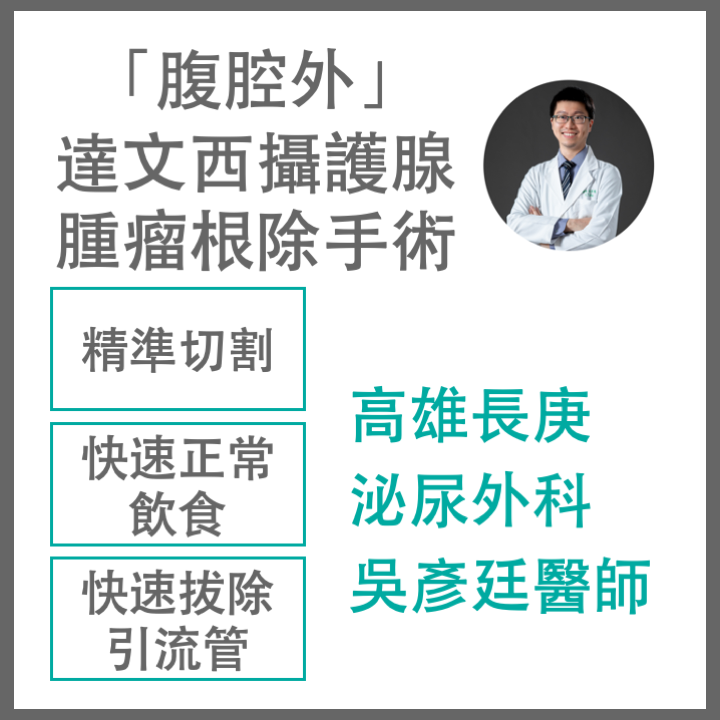 「腹腔外」
達文西攝護腺
腫瘤根除手術
精準切割
快速正常
飲食
快速拔除
引流管
高雄長庚
泌尿外科
吳彥廷醫師